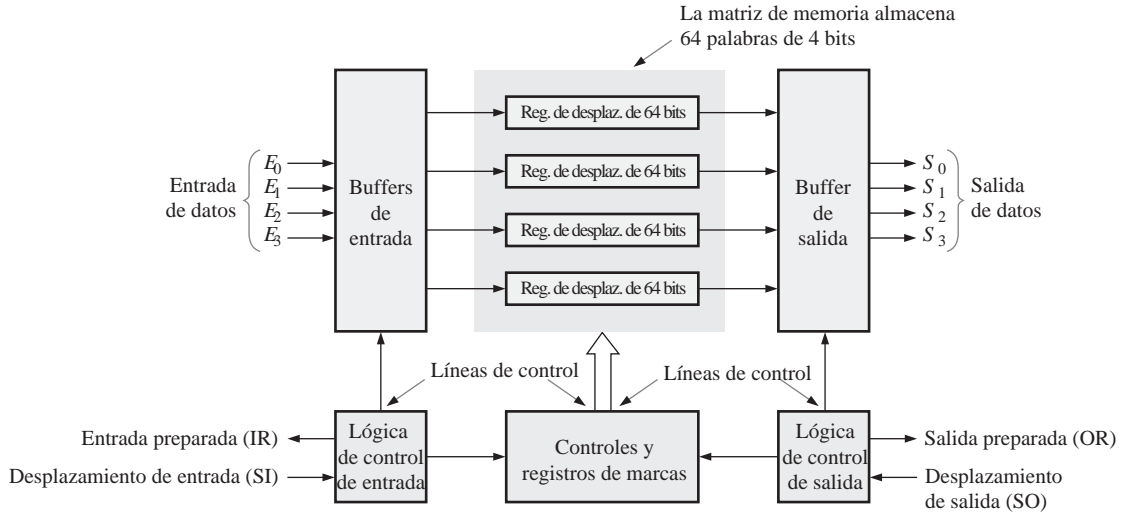 La matriz de memoria almacena
64 palabras de 4 bits
Reg. de desplaz. de 64 bits
Reg. de desplaz. de 64 bits
Reg. de desplaz. de 64 bits
Reg. de desplaz. de 64 bits
Entrada
de datos
E0
E1
E2
E3
Buffers
de
entrada
Buffer
de
salida
S0
S1
S2
S3
Salida
de datos
Líneas de control
Líneas de control
Entrada preparada (IR)
Desplazamiento de entrada (SI)
Lógica
de control
de entrada
Controles y
registros de marcas
Lógica
de control
de salida
Salida preparada (OR)
Desplazamiento
de salida (SO)